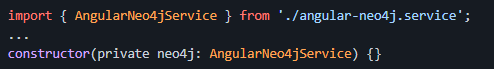 import { AngularNeo4jService } from './angular-neo4j.service';
...
constructor(private neo4j: AngularNeo4jService) {}